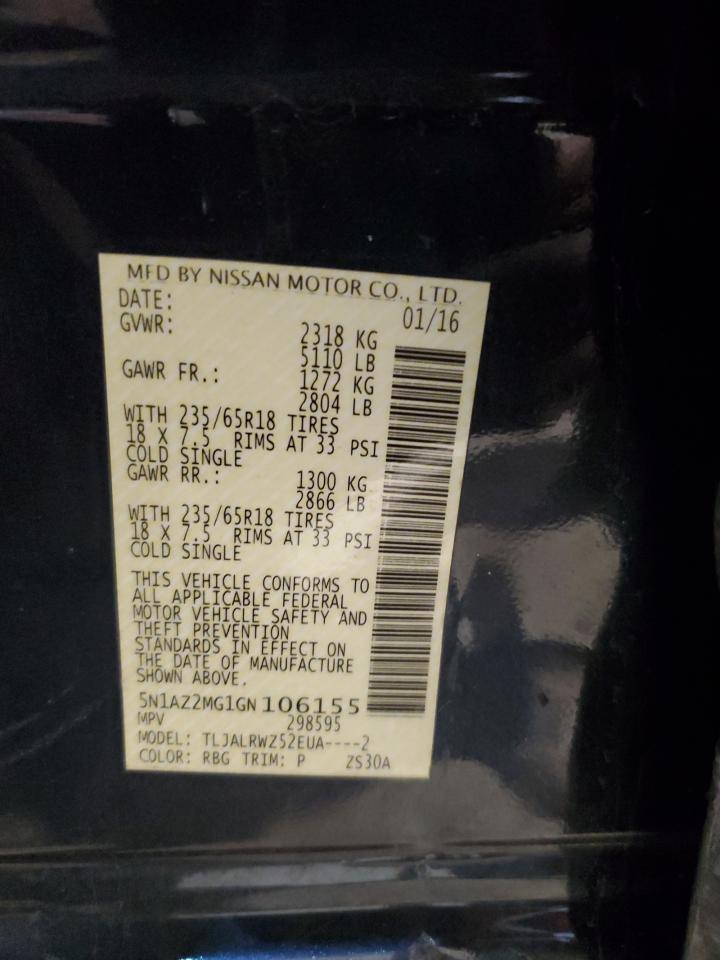 MFD BY NISSAN MOTOR CO., LTD.
DATE: 01/16
GVWR: 2318 KG
5110 LB
GAWR FR.: 1272 KG
2804 LB
WITH 235/65R18 TIRES
18 X 7.5 RIMS AT 33 PSI
COLD SINGLE
GAWR RR.: 1300 KG
2866 LB
WITH 235/65R18 TIRES
18 X 7.5 RIMS AT 33 PSI
COLD SINGLE
THIS VEHICLE CONFORMS TO
ALL APPLICABLE FEDERAL
MOTOR VEHICLE SAFETY AND
THEFT PREVENTION
STANDARDS IN EFFECT ON
THE DATE OF MANUFACTURE
SHOWN ABOVE.
5N1AZ2MG1GN106155
MPV 298595
MODEL: TLJALRWZ52EUA----2
COLOR: RBG TRIM: P ZS30A